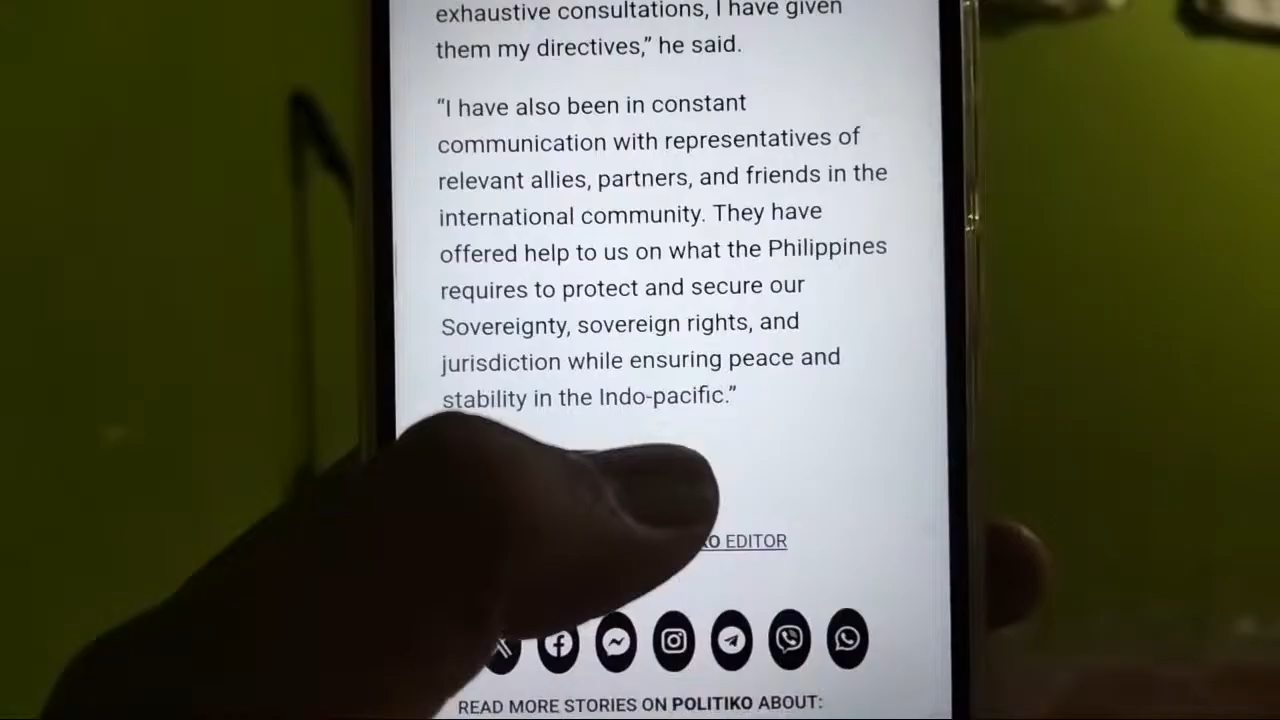 exhaustive consultations, I have given
them my directives,” he said.
“I have also been in constant
communication with representatives of
relevant allies, partners, and friends in the
international community. They have
offered help to us on what the Philippines
requires to protect and secure our
Sovereignty, sovereign rights, and
jurisdiction while ensuring peace and
stability in the Indo-pacific.”
EDITOR
READ MORE STORIES ON POLITIKO ABOUT: